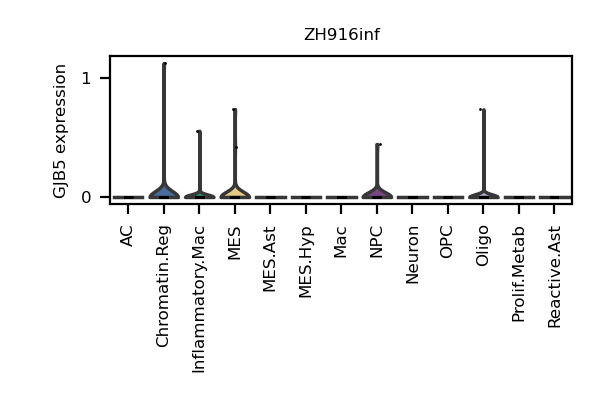 ZH916inf
GJB5 expression
1
0
AC
Chromatin.Reg
Inflammatory.Mac
MES
MES.Ast
MES.Hyp
Mac
NPC
Neuron
OPC
Oligo
Prolif.Metab
Reactive.Ast